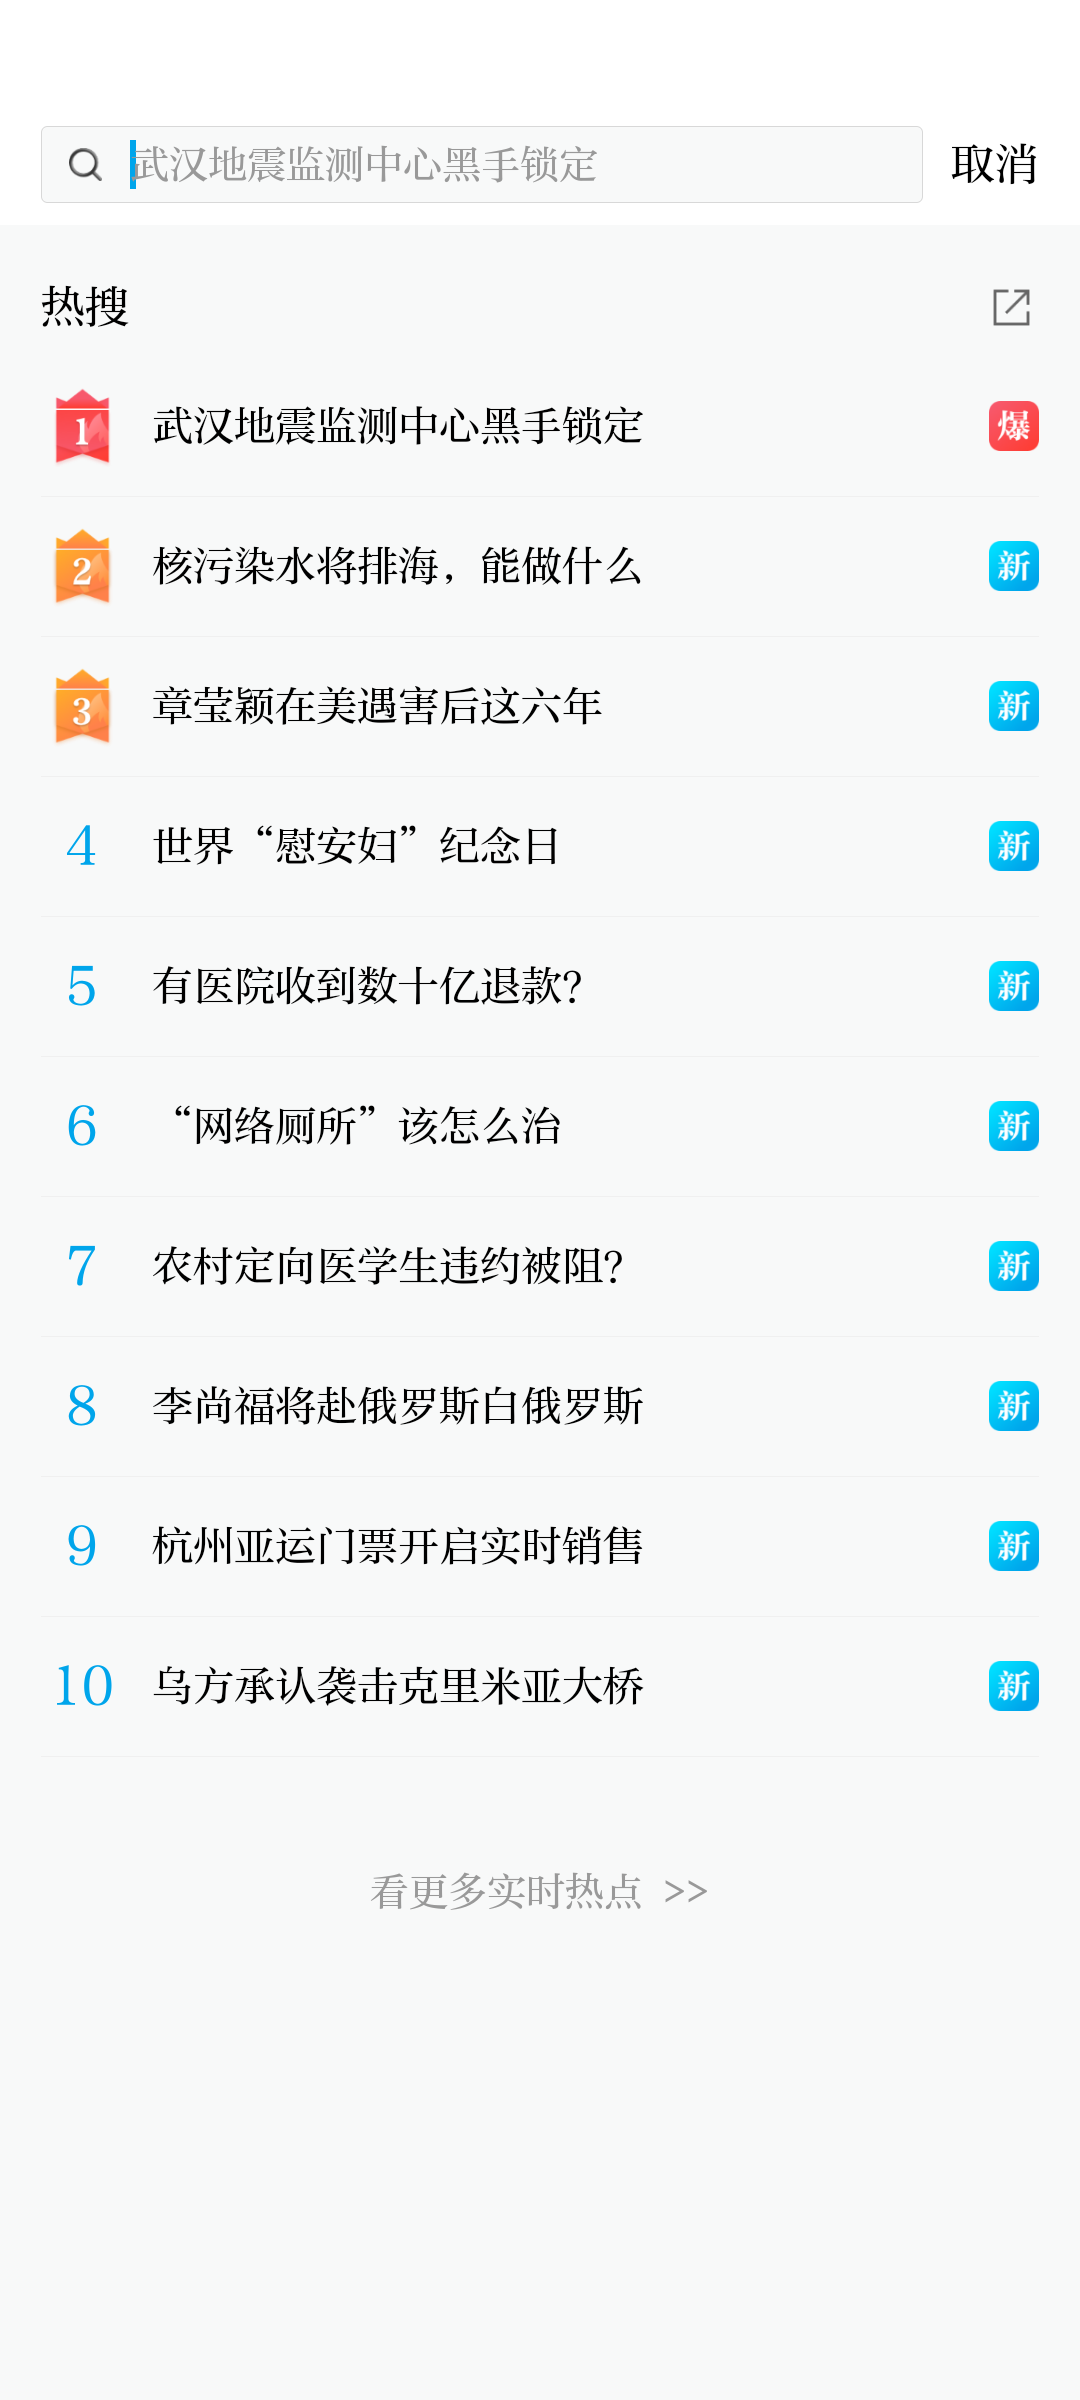 武汉地震监测中心黑手锁定
取消
热搜
1 武汉地震监测中心黑手锁定 爆
2 核污染水将排海，能做什么 新
3 章莹颖在美遇害后这六年 新
4 世界“慰安妇”纪念日 新
5 有医院收到数十亿退款？ 新
6 “网络厕所”该怎么治 新
7 农村定向医学生违约被阻？ 新
8 李尚福将赴俄罗斯白俄罗斯 新
9 杭州亚运门票开启实时销售 新
10 乌方承认袭击克里米亚大桥 新
看更多实时热点 >>